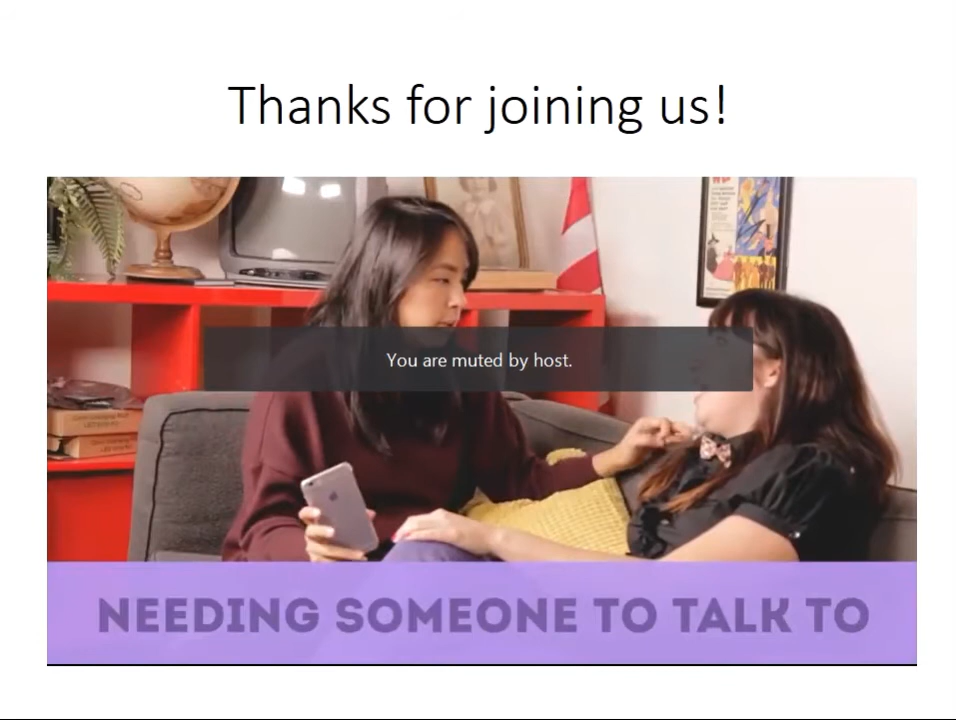 Thanks for joining us!
You are muted by host.
NEEDING SOMEONE TO TALK TO